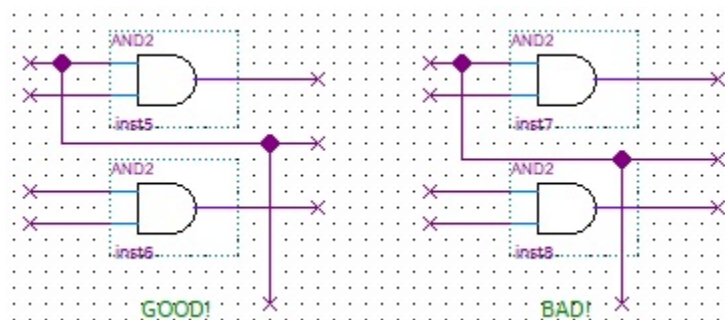 AND2
inst5
AND2
inst6
GOOD!
AND2
inst7
AND2
inst8
BAD!